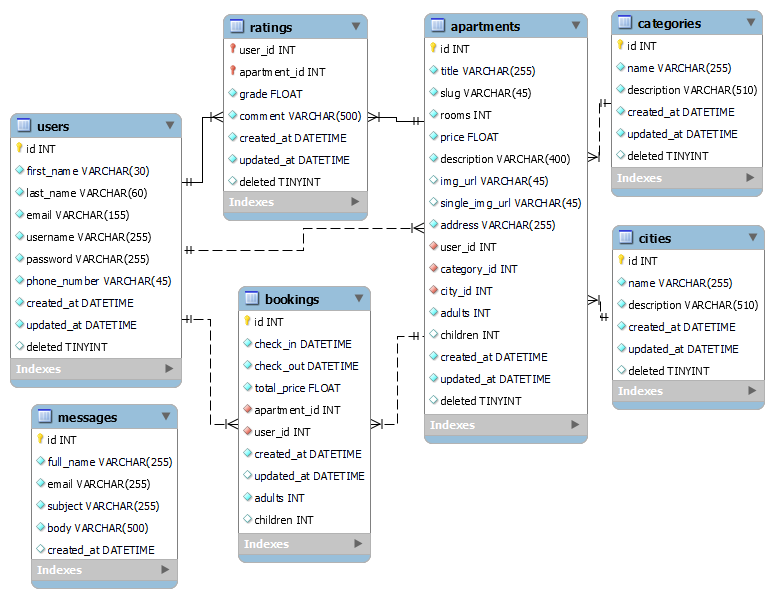 ratings
user_id INT
apartment_id INT
grade FLOAT
comment VARCHAR(500)
created_at DATETIME
updated_at DATETIME
deleted TINYINT
Indexes
apartments
id INT
title VARCHAR(255)
slug VARCHAR(45)
rooms INT
price FLOAT
description VARCHAR(400)
img_url VARCHAR(45)
single_img_url VARCHAR(45)
address VARCHAR(255)
user_id INT
category_id INT
city_id INT
adults INT
children INT
created_at DATETIME
updated_at DATETIME
deleted TINYINT
Indexes
categories
id INT
name VARCHAR(255)
description VARCHAR(510)
created_at DATETIME
updated_at DATETIME
deleted TINYINT
Indexes
users
id INT
first_name VARCHAR(30)
last_name VARCHAR(60)
email VARCHAR(155)
username VARCHAR(255)
password VARCHAR(255)
phone_number VARCHAR(45)
created_at DATETIME
updated_at DATETIME
deleted TINYINT
Indexes
cities
id INT
name VARCHAR(255)
description VARCHAR(510)
created_at DATETIME
updated_at DATETIME
deleted TINYINT
Indexes
bookings
id INT
check_in DATETIME
check_out DATETIME
total_price FLOAT
apartment_id INT
user_id INT
created_at DATETIME
updated_at DATETIME
adults INT
children INT
Indexes
messages
id INT
full_name VARCHAR(255)
email VARCHAR(255)
subject VARCHAR(255)
body VARCHAR(500)
created_at DATETIME
Indexes